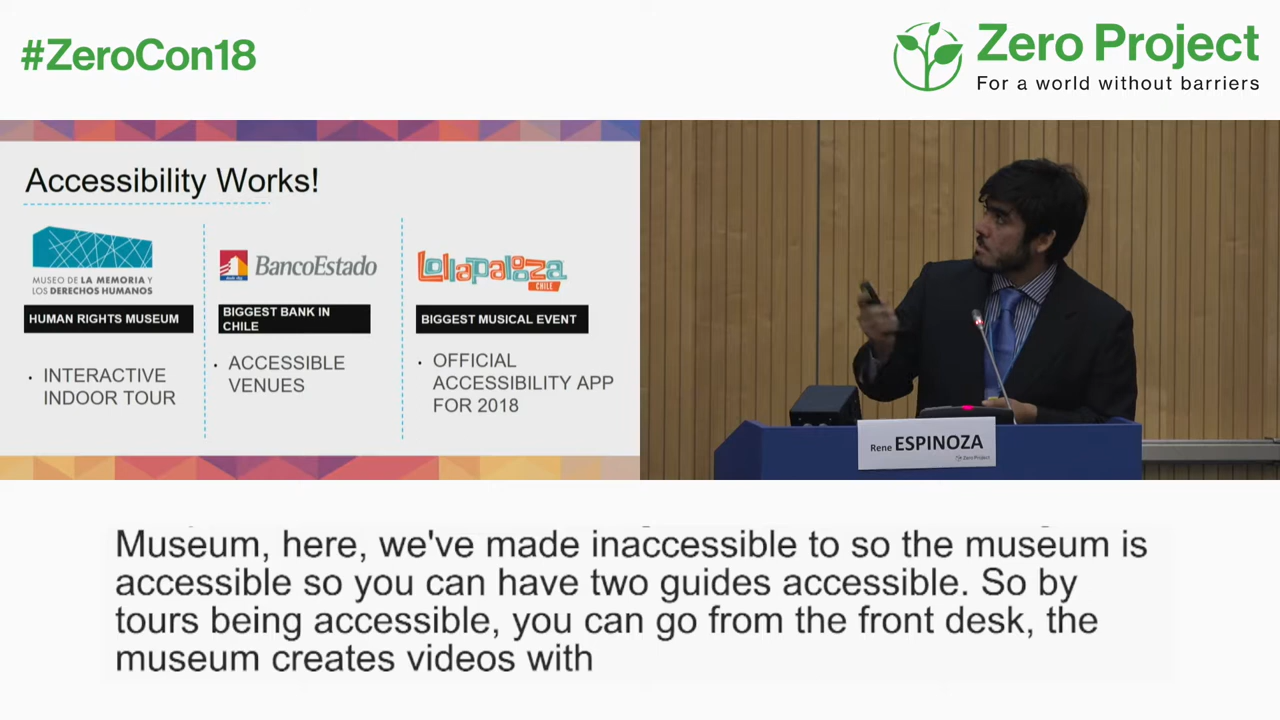 #ZeroCon18
Zero Project
For a world without barriers
Accessibility Works!
MUSEO DE LA MEMORIA Y
LOS DERECHOS HUMANOS
HUMAN RIGHTS MUSEUM
· INTERACTIVE
INDOOR TOUR
BancoEstado
BIGGEST BANK IN
CHILE
· ACCESSIBLE
VENUES
Lollapalooza
CHILE
BIGGEST MUSICAL EVENT
· OFFICIAL
ACCESSIBILITY APP
FOR 2018
Rene ESPINOZA
Zero Project
Museum, here, we've made inaccessible to so the museum is
accessible so you can have two guides accessible. So by
tours being accessible, you can go from the front desk, the
museum creates videos with